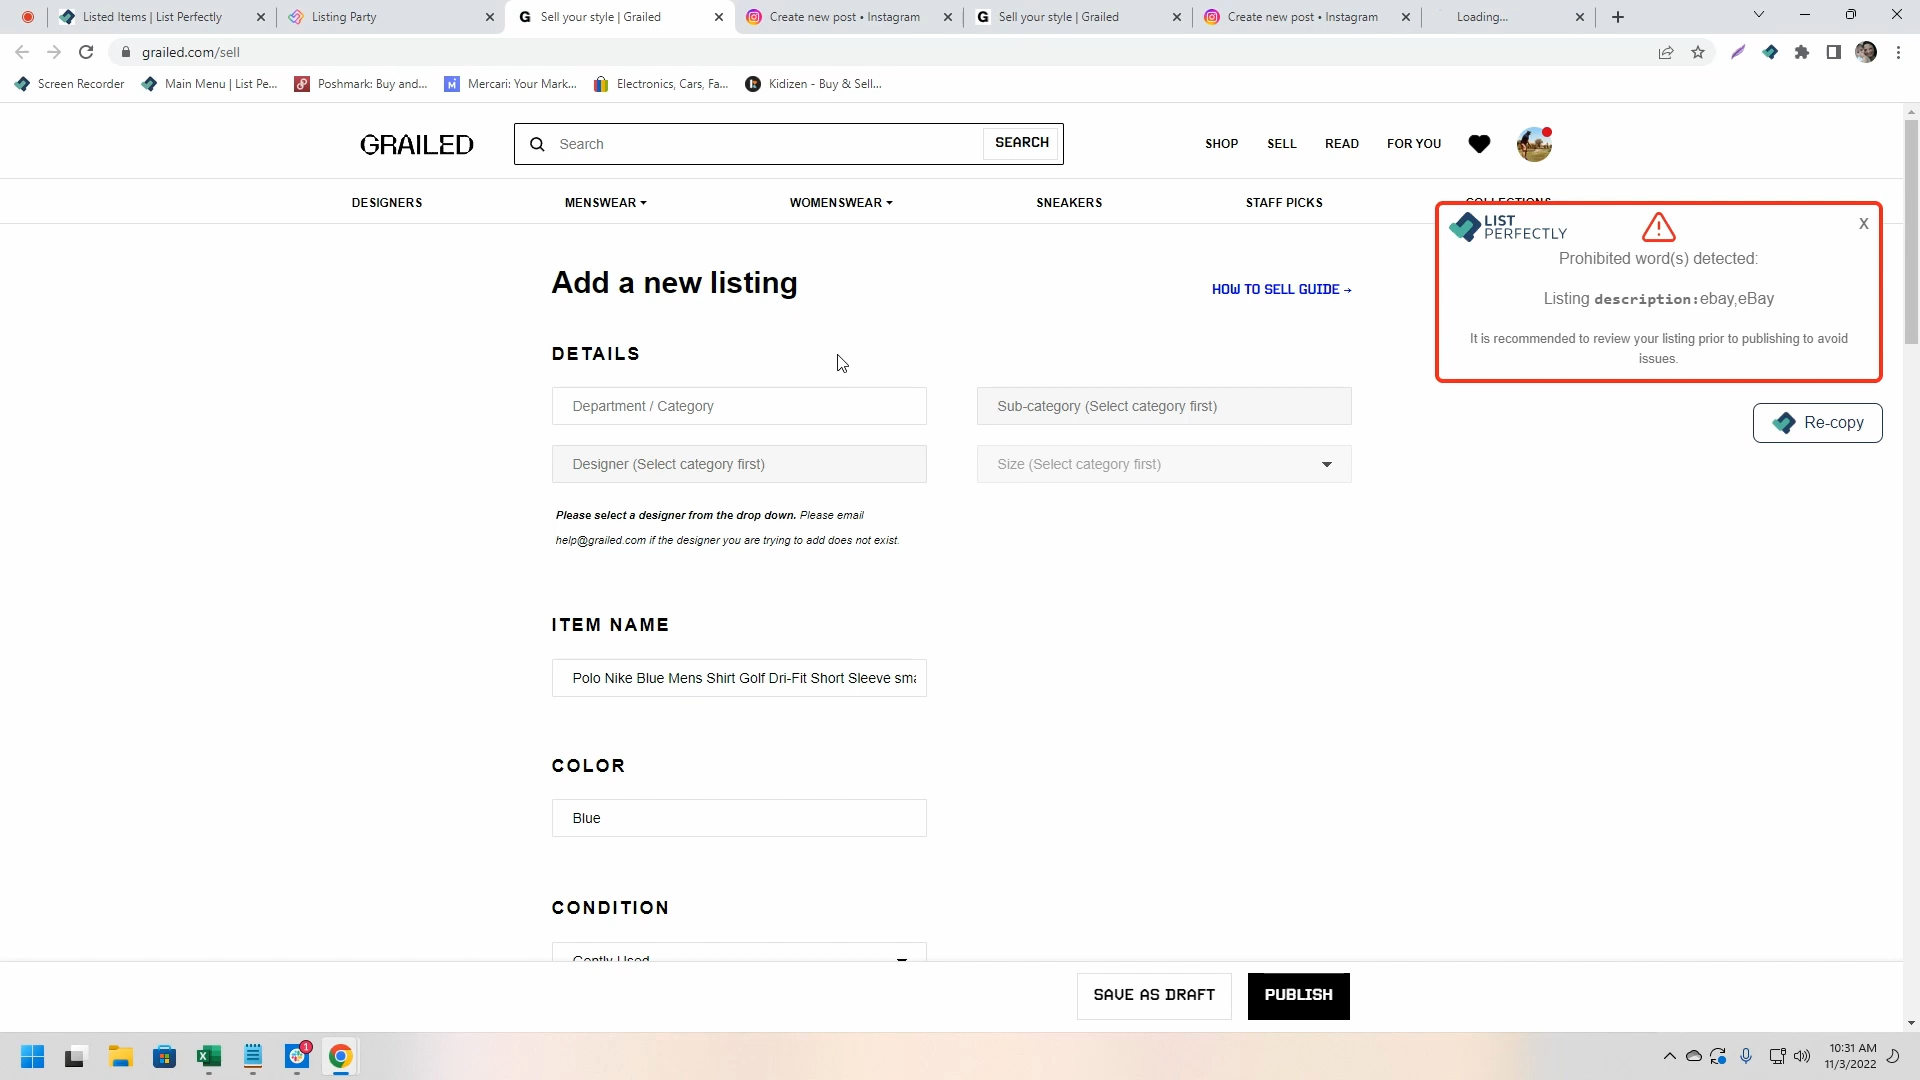 Listed Items | List Perfectly
Listing Party
Sell your style | Grailed
Create new post • Instagram
Sell your style | Grailed
Create new post • Instagram
Loading...
grailed.com/sell
Screen Recorder
Main Menu | List Pe...
Poshmark: Buy and...
Mercari: Your Mark...
Electronics, Cars, Fa...
Kidizen - Buy & Sell...
GRAILED
Search
SEARCH
SHOP
SELL
READ
FOR YOU
DESIGNERS
MENSWEAR
WOMENSWEAR
SNEAKERS
STAFF PICKS
COLLECTIONS
LIST
PERFECTLY
X
Prohibited word(s) detected:
Listing description:ebay,eBay
It is recommended to review your listing prior to publishing to avoid
issues.
Re-copy
Add a new listing
HOW TO SELL GUIDE →
DETAILS
Department / Category
Sub-category (Select category first)
Designer (Select category first)
Size (Select category first)
Please select a designer from the drop down. Please email
help@grailed.com if the designer you are trying to add does not exist.
ITEM NAME
Polo Nike Blue Mens Shirt Golf Dri-Fit Short Sleeve sma
COLOR
Blue
CONDITION
Gently Used
SAVE AS DRAFT
PUBLISH
1
10:31 AM
11/3/2022